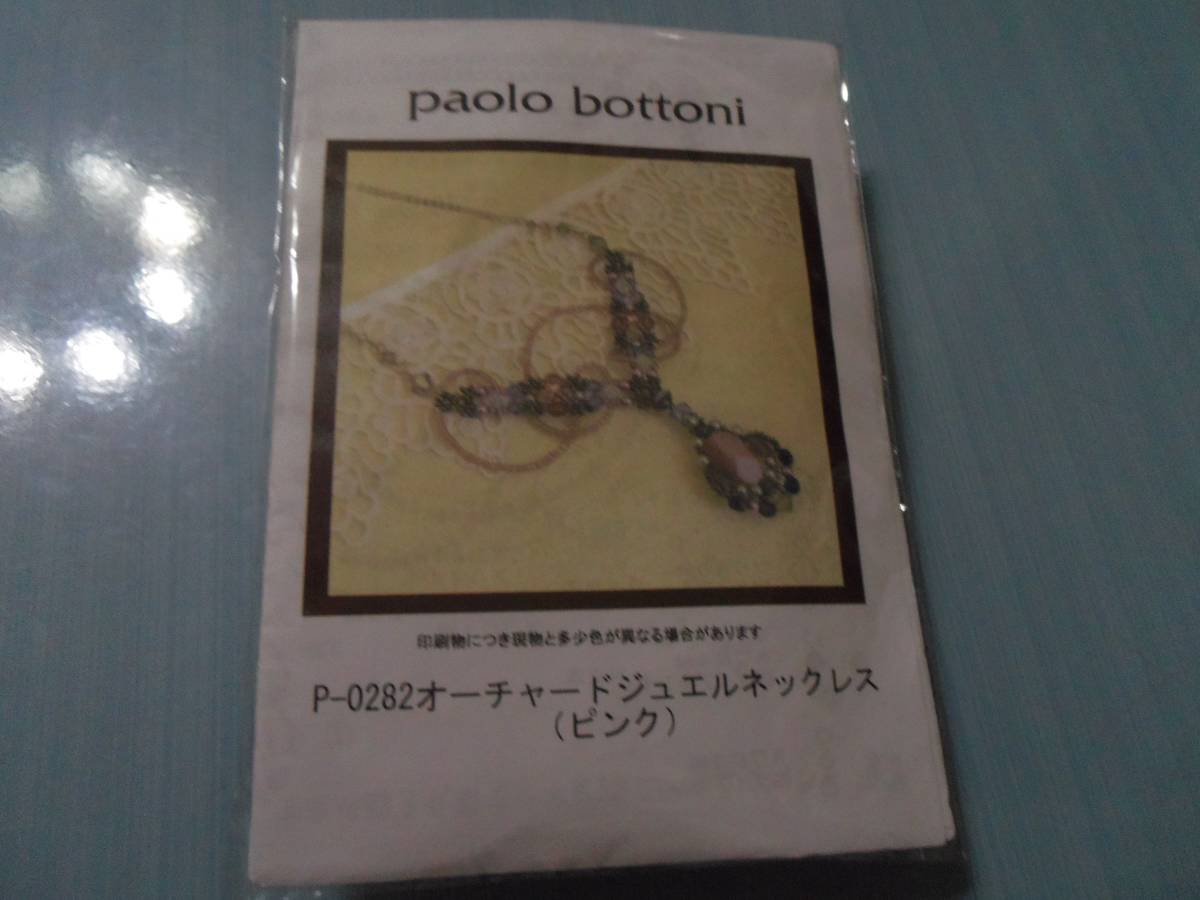 paolo bottoni
印刷物につき現物と多少色が異なる場合があります
P-0282オーチャードジュエルネックレス
（ピンク）